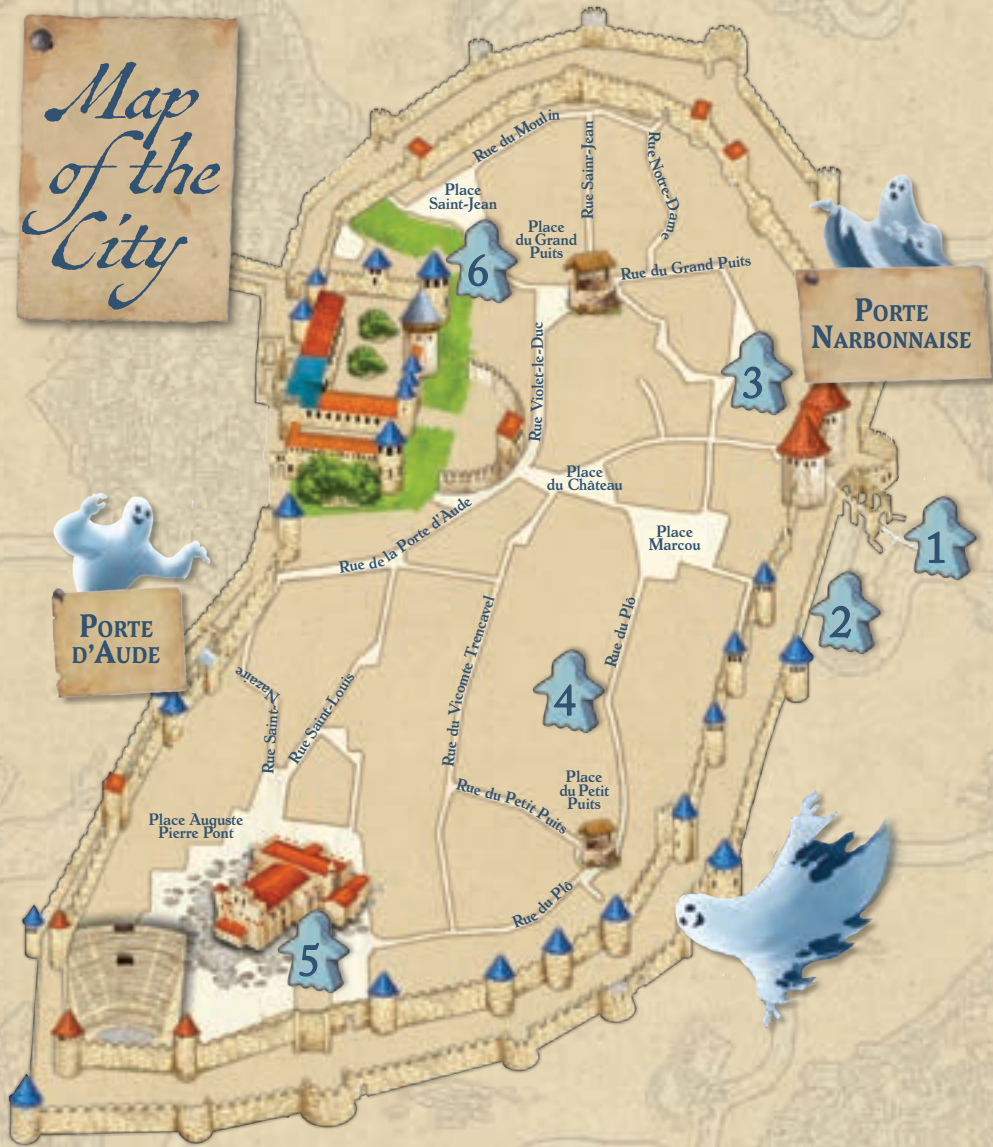 Map
of the
City
Rue du Moulin
Rue Sainr-Jean
Rue Notre-Dame
Place
Saint-Jean
Place
du Grand
Puits
6
Rue du Grand Puits
PORTE
NARBONNAISE
Rue Violet-le-Duc
3
Place
du Château
Rue de la Porte d'Aude
Place
Marcou
1
PORTE
D'AUDE
2
Rue du Plô
Rue du Vicomte Trencavel
4
Rue Saint-
Nazaire
Rue Saint-Louis
Place
du Petit
Puits
Rue du Petit Puits
Place Auguste
Pierre Pont
Rue du Plô
5